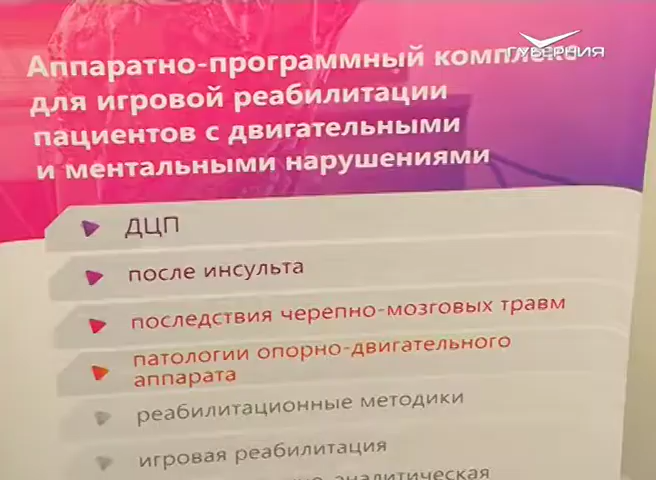 ГУБЕРНИЯ
Аппаратно-программный комплекс
для игровой реабилитации
пациентов с двигательными
и ментальными нарушениями
ДЦП
после инсульта
последствия черепно-мозговых травм
патологии опорно-двигательного
аппарата
реабилитационные методики
игровая реабилитация
аналитическая